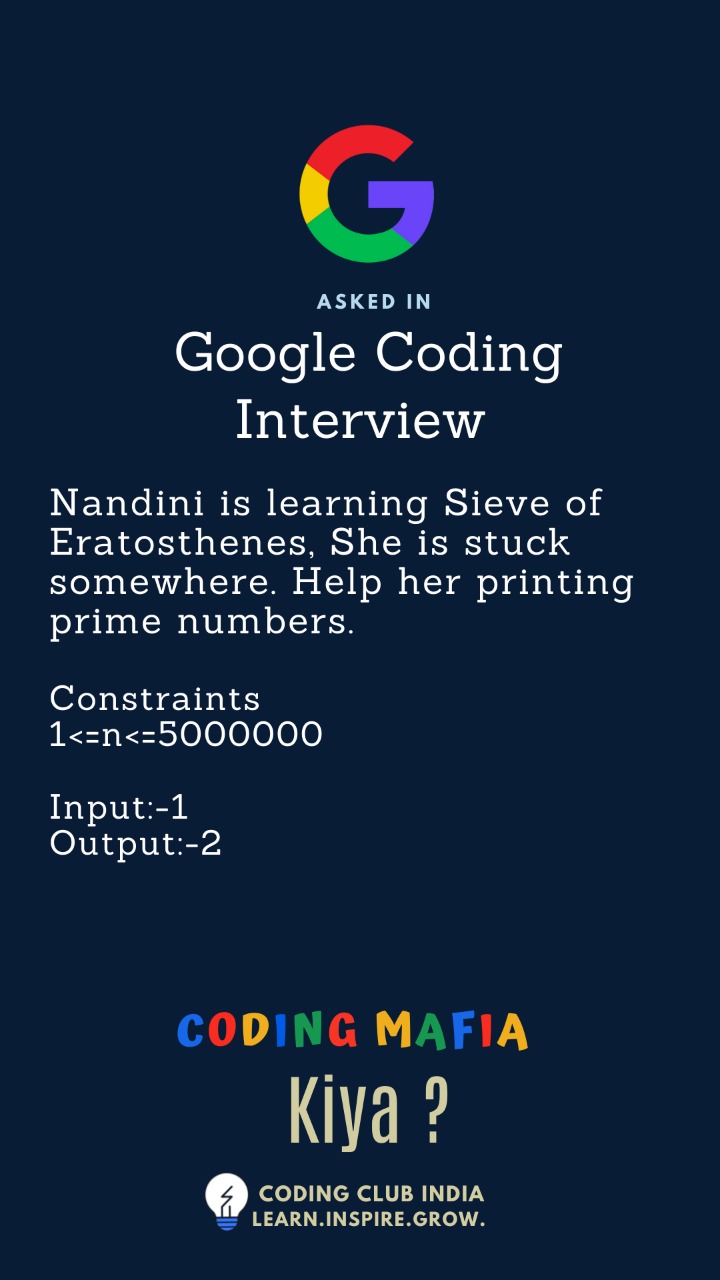 ASKED IN
Google Coding
Interview
Nandini is learning Sieve of
Eratosthenes, She is stuck
somewhere. Help her printing
prime numbers.
Constraints
1<=n<=5000000
Input:-1
Output:-2
CODING MAFIA
Kiya ?
CODING CLUB INDIA
LEARN.INSPIRE.GROW.